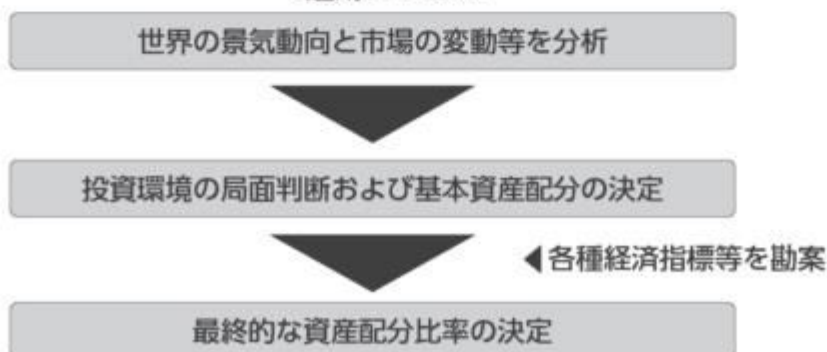 世界の景気動向と市場の変動等を分析
投資環境の局面判断および基本資産配分の決定
◀各種経済指標等を勘案
最終的な資産配分比率の決定